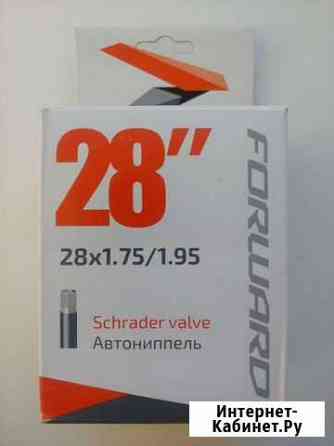 28"
28x1.75/1.95
Schrader valve
Автониппель
FORWARD
Интернет-
Кабинет.Ру